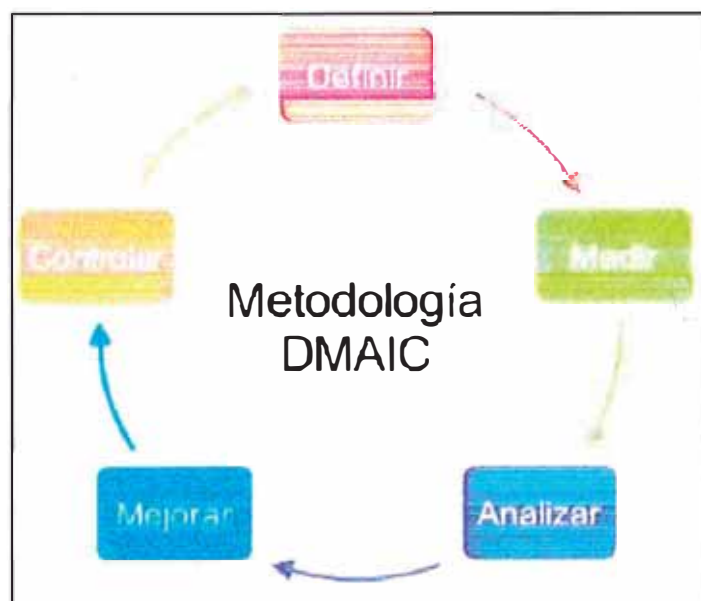 Definir
Medir
Analizar
Mejorar
Controlar
Metodología
DMAIC